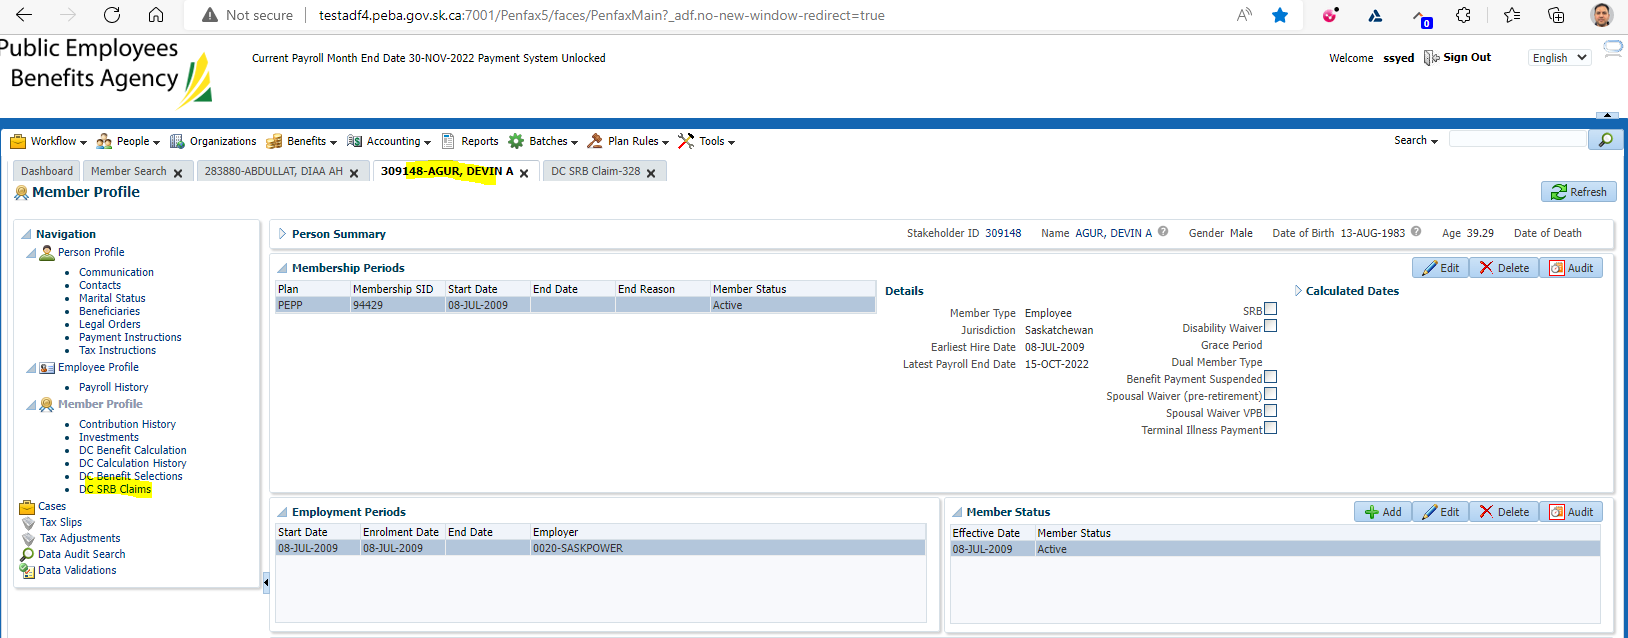 Not secure | testadf4.peba.gov.sk.ca:7001/Penfax5/faces/PenfaxMain?_adf.no-new-window-redirect=true
0
Public Employees
Benefits Agency
Current Payroll Month End Date 30-NOV-2022 Payment System Unlocked
Welcome ssyed Sign Out English
Workflow People Organizations Benefits Accounting Reports Batches Plan Rules Tools Search
Dashboard Member Search 283880-ABDULLAT, DIAA AH 309148-AGUR, DEVIN A DC SRB Claim-328
Member Profile Refresh
Navigation
Person Profile
Communication
Contacts
Marital Status
Beneficiaries
Legal Orders
Payment Instructions
Tax Instructions
Employee Profile
Payroll History
Member Profile
Contribution History
Investments
DC Benefit Calculation
DC Calculation History
DC Benefit Selections
DC SRB Claims
Cases
Tax Slips
Tax Adjustments
Data Audit Search
Data Validations
Person Summary Stakeholder ID 309148 Name AGUR, DEVIN A Gender Male Date of Birth 13-AUG-1983 Age 39.29 Date of Death
Membership Periods Edit Delete Audit
Plan Membership SID Start Date End Date End Reason Member Status
PEPP 94429 08-JUL-2009 Active
Details
Member Type Employee
Jurisdiction Saskatchewan
Earliest Hire Date 08-JUL-2009
Latest Payroll End Date 15-OCT-2022
SRB
Disability Waiver
Grace Period
Dual Member Type
Benefit Payment Suspended
Spousal Waiver (pre-retirement)
Spousal Waiver VPB
Terminal Illness Payment
Calculated Dates
Employment Periods
Start Date Enrolment Date End Date Employer
08-JUL-2009 08-JUL-2009 0020-SASKPOWER
Member Status Add Edit Delete Audit
Effective Date Member Status
08-JUL-2009 Active